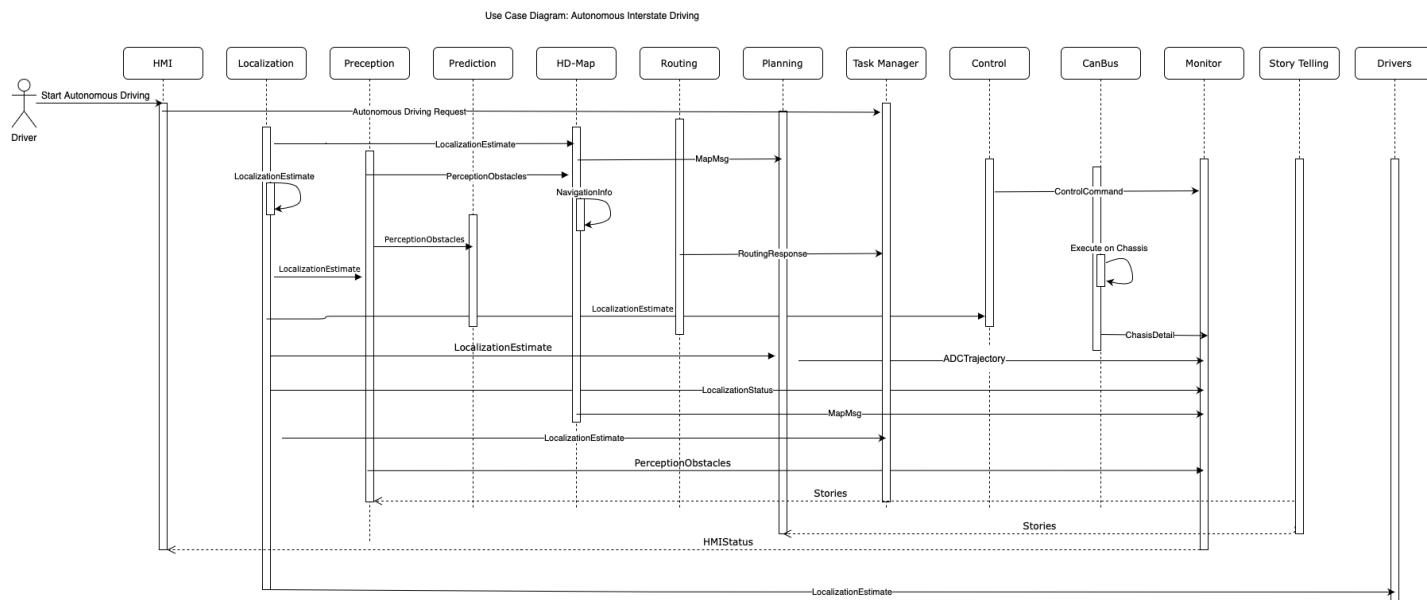 Use Case Diagram: Autonomous Interstate Driving
HMI
Localization
Preception
Prediction
HD-Map
Routing
Planning
Task Manager
Control
CanBus
Monitor
Story Telling
Drivers
Start Autonomous Driving
Driver
Autonomous Driving Request
LocalizationEstimate
MapMsg
LocalizationEstimate
PerceptionObstacles
NavigationInfo
ControlCommand
PerceptionObstacles
RoutingResponse
Execute on Chassis
LocalizationEstimate
LocalizationEstimate
ChasisDetail
LocalizationEstimate
ADCTrajectory
LocalizationStatus
MapMsg
LocalizationEstimate
PerceptionObstacles
Stories
Stories
HMIStatus
LocalizationEstimate